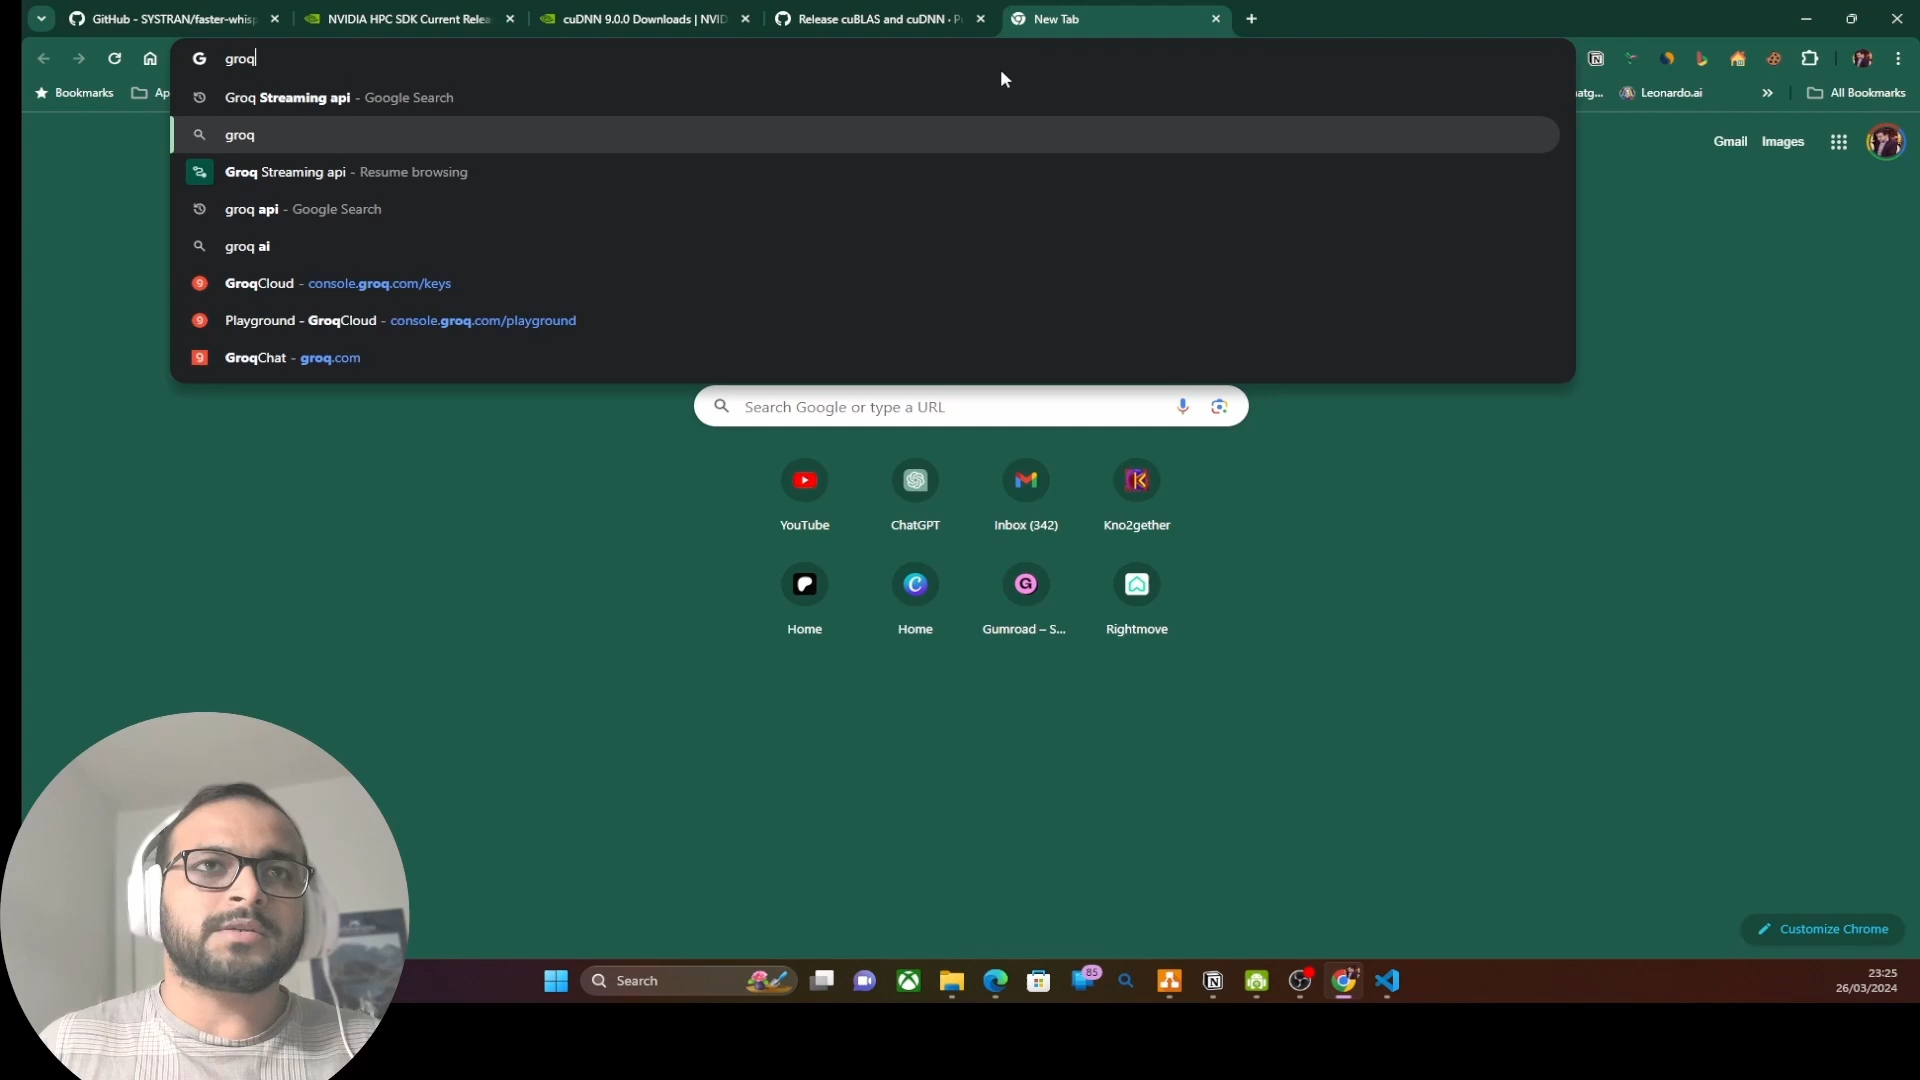 GitHub - SYSTRAN/faster-whisp
NVIDIA HPC SDK Current Relea
cuDNN 9.0.0 Downloads | NVID
Release cuBLAS and cuDNN · P
New Tab
groq
Bookmarks
Ap
atg...
Leonardo.ai
All Bookmarks
Groq Streaming api - Google Search
groq
Groq Streaming api - Resume browsing
groq api - Google Search
groq ai
GroqCloud - console.groq.com/keys
Playground - GroqCloud - console.groq.com/playground
GroqChat - groq.com
Gmail
Images
Search Google or type a URL
YouTube
ChatGPT
Inbox (342)
Kno2gether
Home
Home
Gumroad – S...
Rightmove
Customize Chrome
Search
85
23:25
26/03/2024